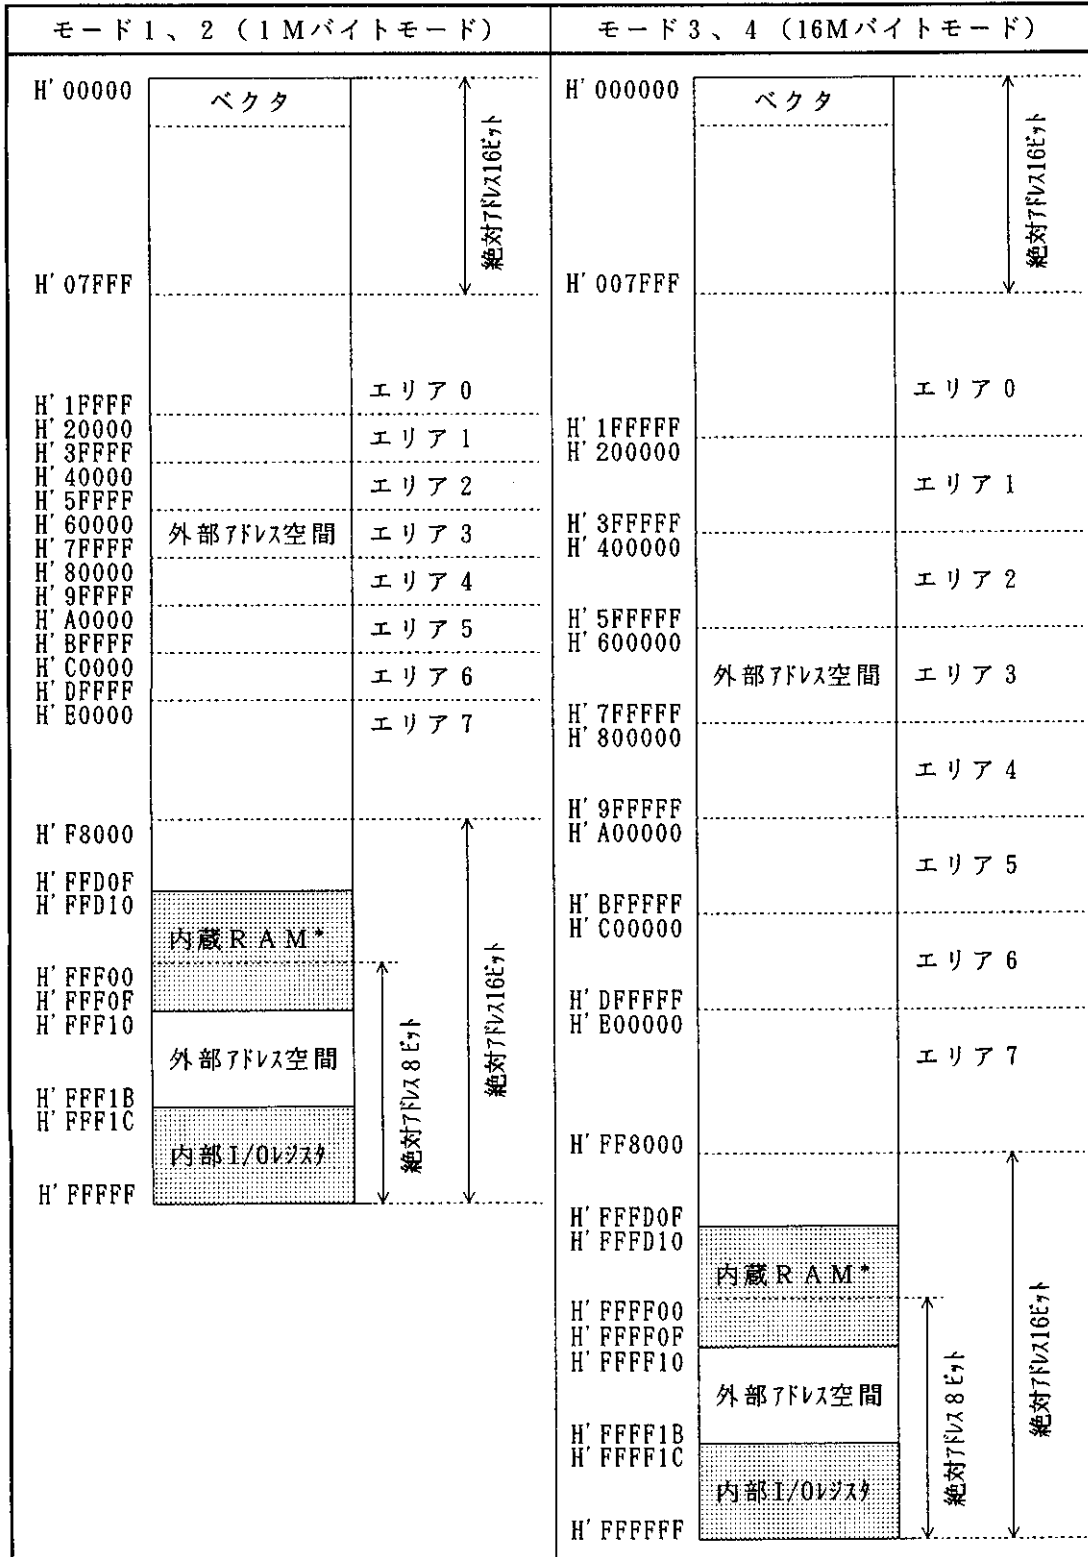 モード1、2（1Mバイトモード）
H'00000
ベクタ
絶対アドレス16ビット
H'07FFF
エリア0
H'1FFFF
H'20000
エリア1
H'3FFFF
H'40000
エリア2
H'5FFFF
H'60000
外部アドレス空間
エリア3
H'7FFFF
H'80000
エリア4
H'9FFFF
H'A0000
エリア5
H'BFFFF
H'C0000
エリア6
H'DFFFF
H'E0000
エリア7
H'F8000
H'FFD0F
H'FFD10
内蔵RAM*
H'FFF00
H'FFF0F
H'FFF10
外部アドレス空間
H'FFF1B
H'FFF1C
内部I/Oレジスタ
H'FFFFF
絶対アドレス8ビット
絶対アドレス16ビット
モード3、4（16Mバイトモード）
H'000000
ベクタ
絶対アドレス16ビット
H'007FFF
エリア0
H'1FFFFF
H'200000
エリア1
H'3FFFFF
H'400000
エリア2
H'5FFFFF
H'600000
外部アドレス空間
エリア3
H'7FFFFF
H'800000
エリア4
H'9FFFFF
H'A00000
エリア5
H'BFFFFF
H'C00000
エリア6
H'DFFFFF
H'E00000
エリア7
H'FF8000
H'FFFD0F
H'FFFD10
内蔵RAM*
H'FFFF00
H'FFFF0F
H'FFFF10
外部アドレス空間
H'FFFF1B
H'FFFF1C
内部I/Oレジスタ
H'FFFFFF
絶対アドレス8ビット
絶対アドレス16ビット